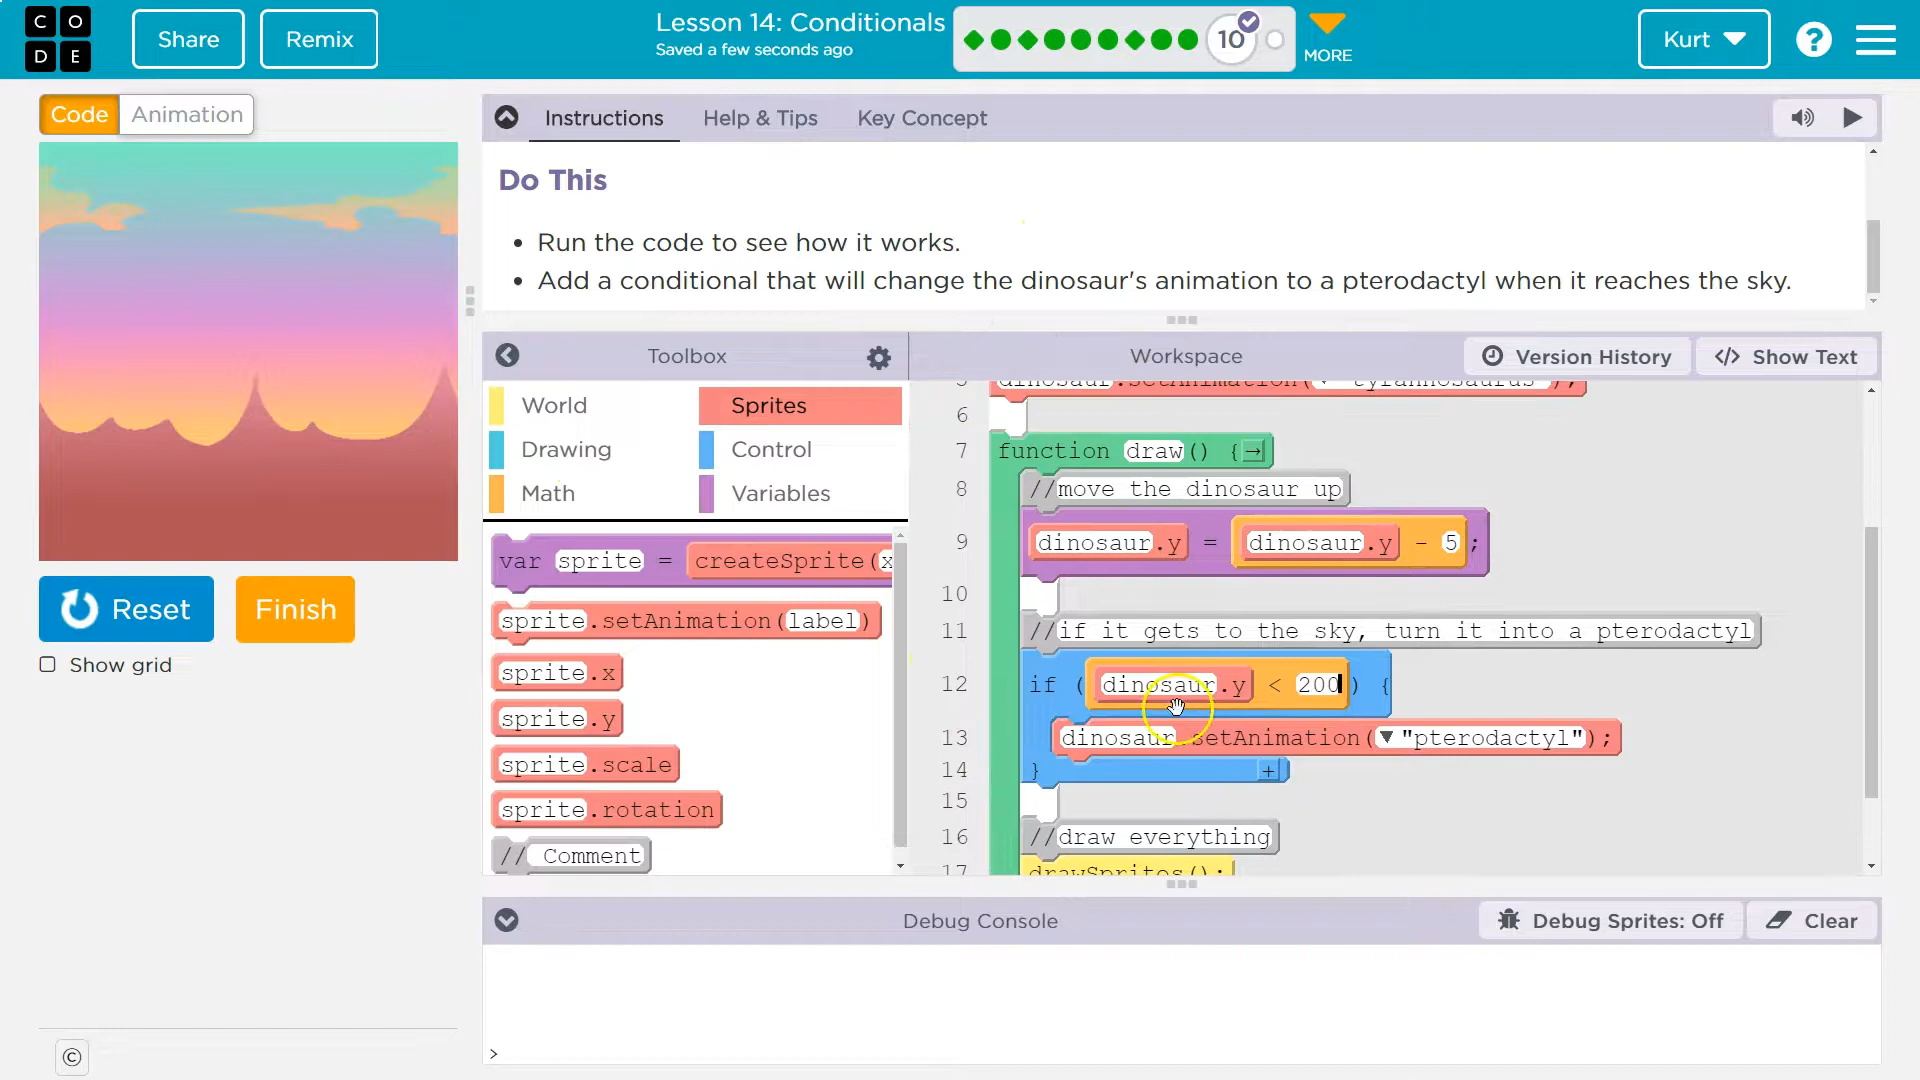 C O
D E
Share
Remix
Lesson 14: Conditionals
Saved a few seconds ago
10
MORE
Kurt
?
Code
Animation
Instructions
Help & Tips
Key Concept
Do This
• Run the code to see how it works.
• Add a conditional that will change the dinosaur's animation to a pterodactyl when it reaches the sky.
Toolbox
Workspace
Version History
</> Show Text
World
Sprites
Drawing
Control
Math
Variables
var sprite = createSprite(x
sprite.setAnimation(label)
sprite.x
sprite.y
sprite.scale
sprite.rotation
// Comment
5 dinosaur.setAnimation(▼ "tyrannosaurus");
6
7 function draw() {→
8 //move the dinosaur up
9 dinosaur.y = dinosaur.y - 5;
10
11 //if it gets to the sky, turn it into a pterodactyl
12 if (dinosaur.y < 200) {
13 dinosaur.setAnimation(▼ "pterodactyl");
14 } +
15
16 //draw everything
17 drawSprites();
Reset
Finish
Show grid
Debug Console
Debug Sprites: Off
Clear
>
©